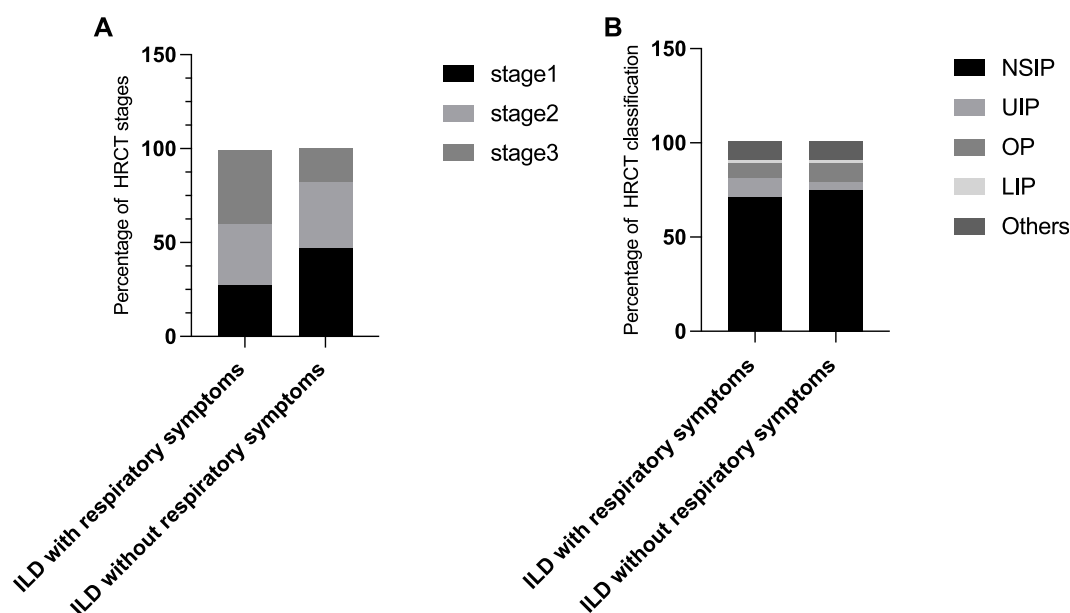 A
Percentage of HRCT stages
150
100
50
0
stage1
stage2
stage3
ILD with respiratory symptoms
ILD without respiratory symptoms
B
Percentage of HRCT classification
150
100
50
0
NSIP
UIP
OP
LIP
Others
ILD with respiratory symptoms
ILD without respiratory symptoms